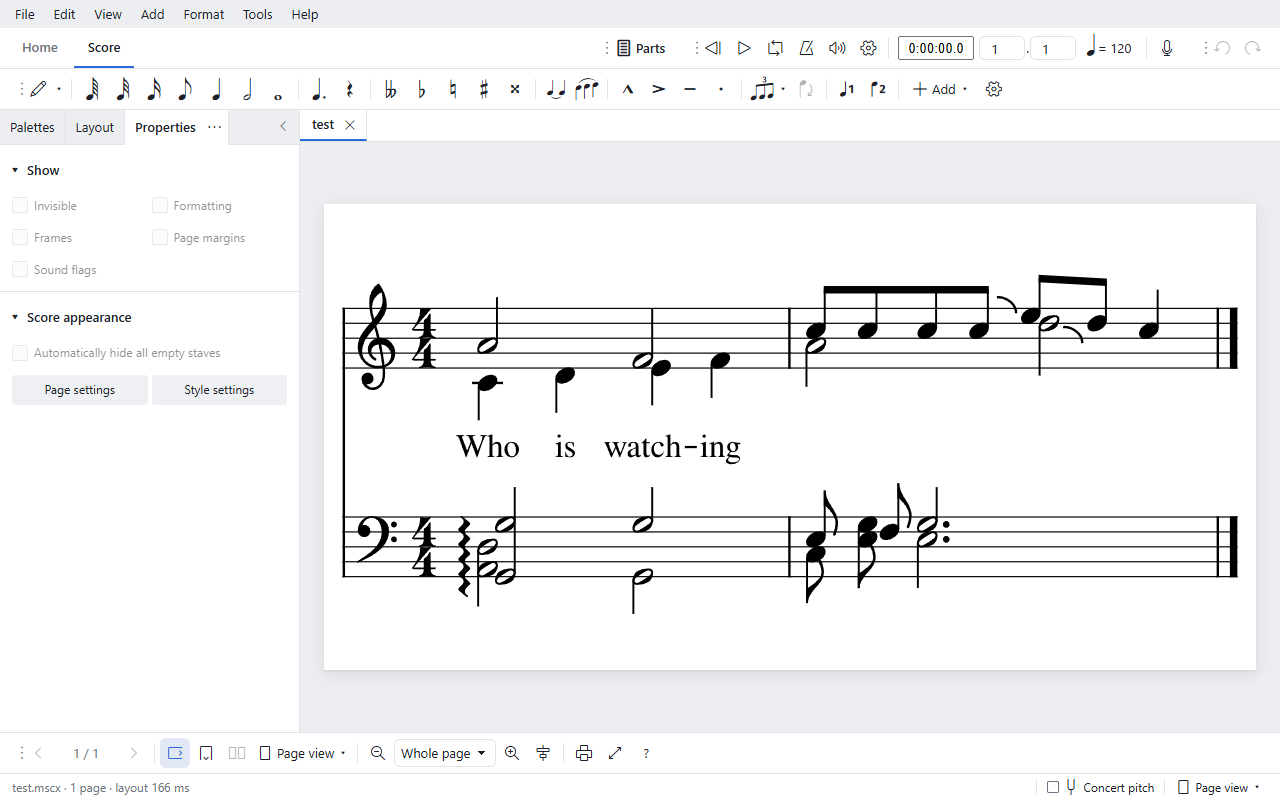 File Edit View Add Format Tools Help
Home Score Parts 0:00:00.0 1 . 1 = 120
3 1 2 Add
Palettes Layout Properties ··· test
Show
Invisible Formatting
Frames Page margins
Sound flags
Score appearance
Automatically hide all empty staves
Page settings Style settings
Who is watch-ing
1 / 1 Page view Whole page ?
test.mscx · 1 page · layout 166 ms Concert pitch Page view